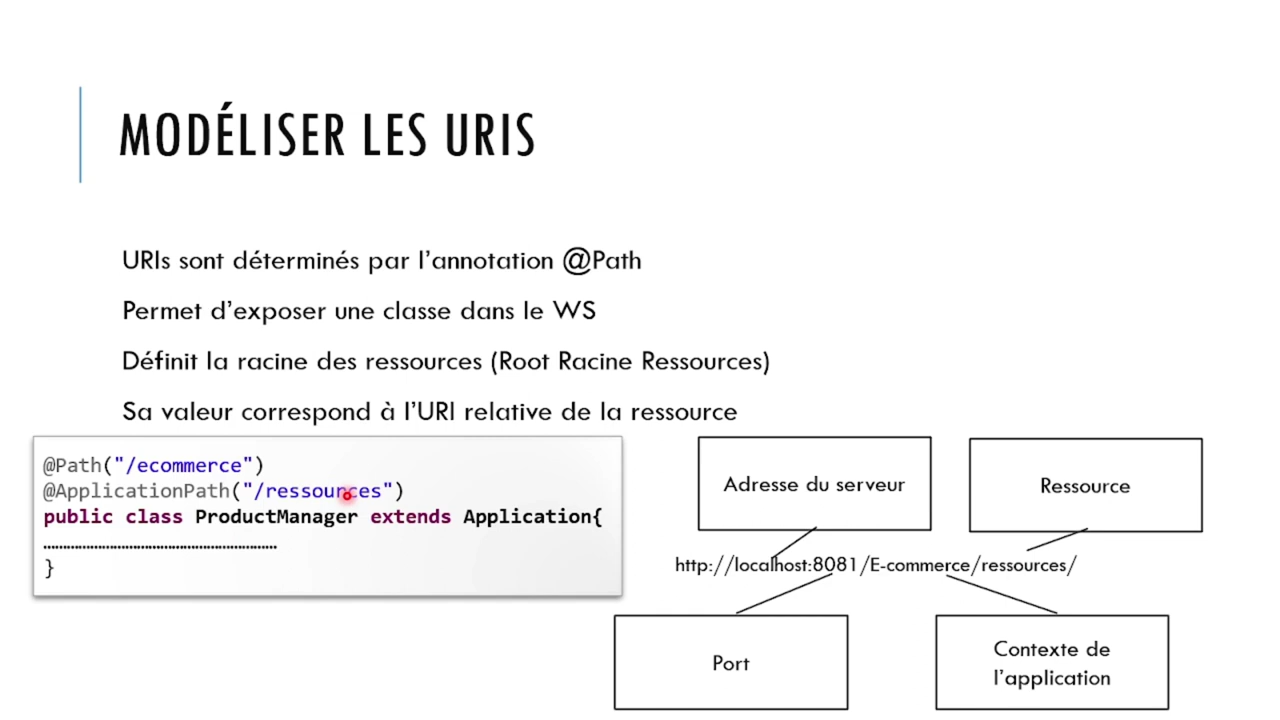 MODÉLISER LES URIS
URIs sont déterminés par l’annotation @Path
Permet d’exposer une classe dans le WS
Définit la racine des ressources (Root Racine Ressources)
Sa valeur correspond à l’URI relative de la ressource
@Path("/ecommerce")
@ApplicationPath("/ressources")
public class ProductManager extends Application{
………………………………………………
}
Adresse du serveur
Ressource
http://localhost:8081/E-commerce/ressources/
Port
Contexte de
l’application